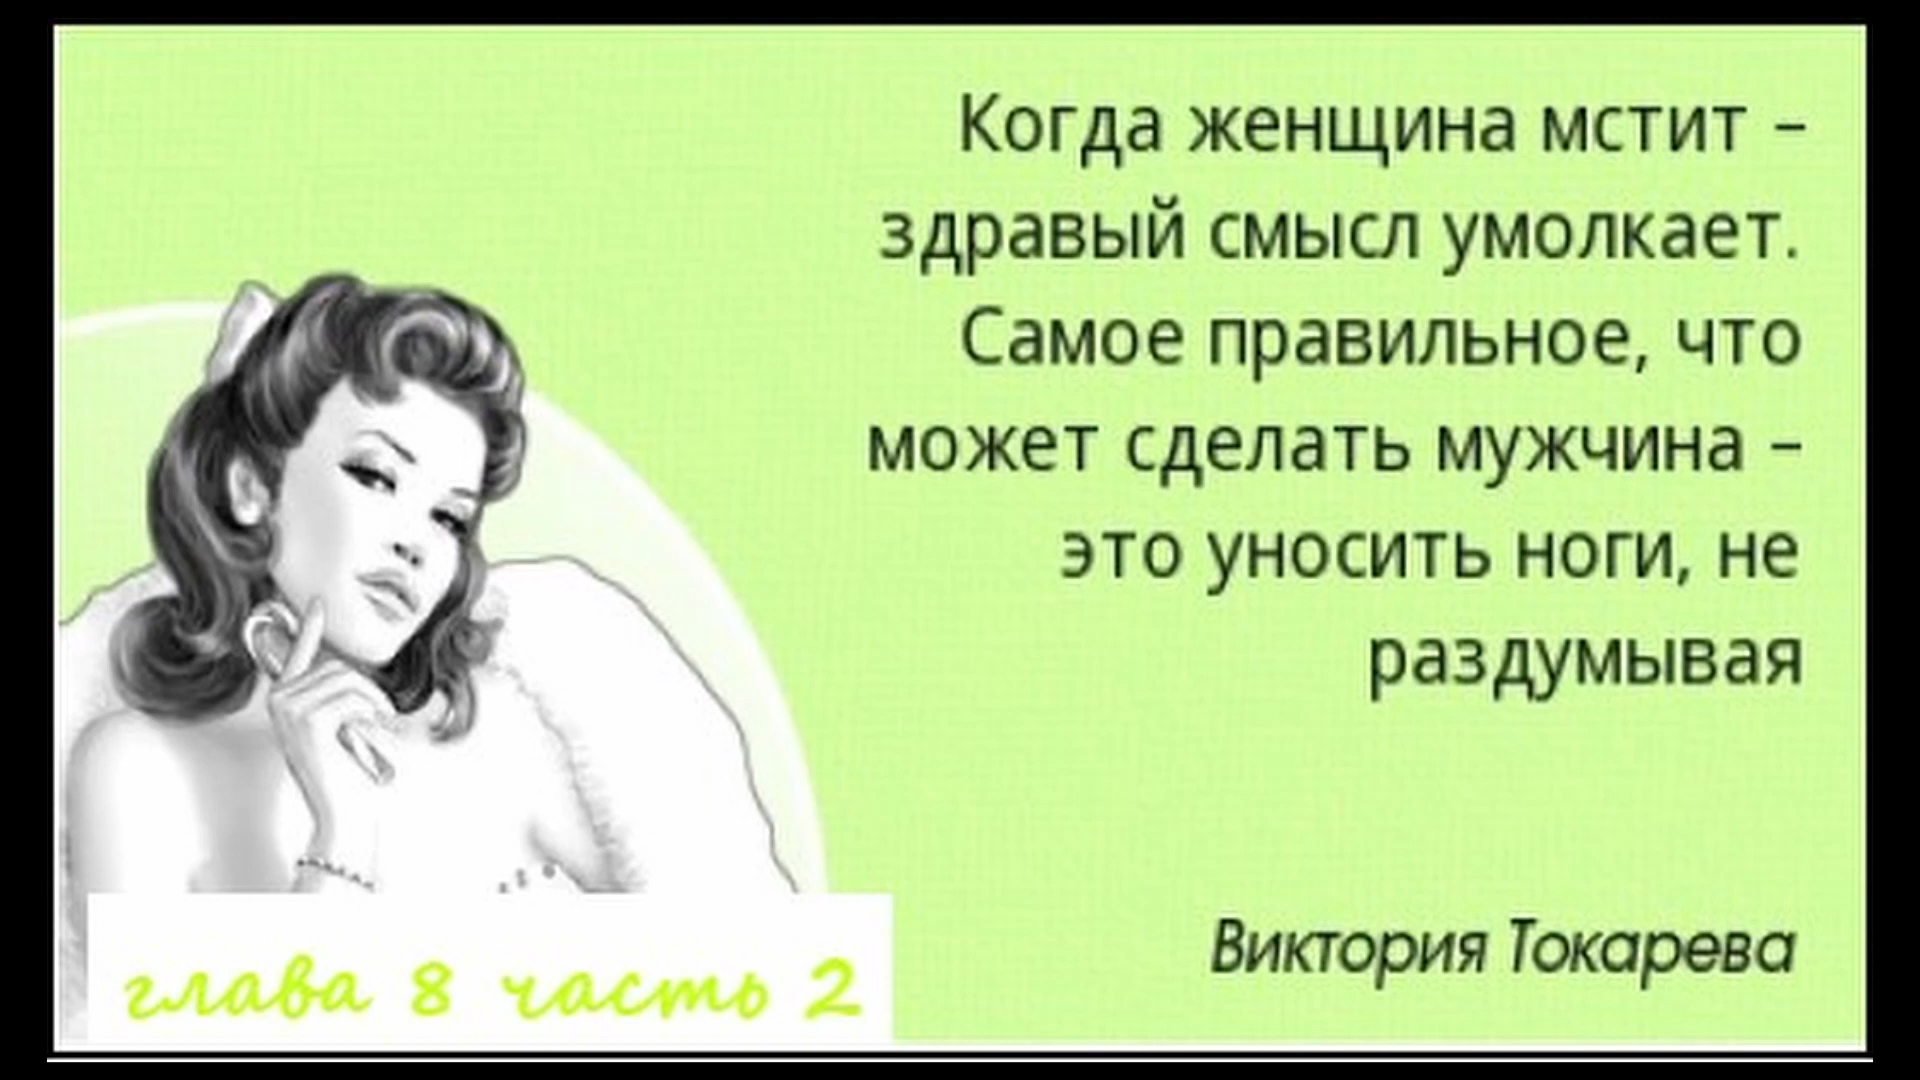 Когда женщина мстит –
здравый смысл умолкает.
Самое правильное, что
может сделать мужчина –
это уносить ноги, не
раздумывая
Виктория Токарева
глава 8 часть 2